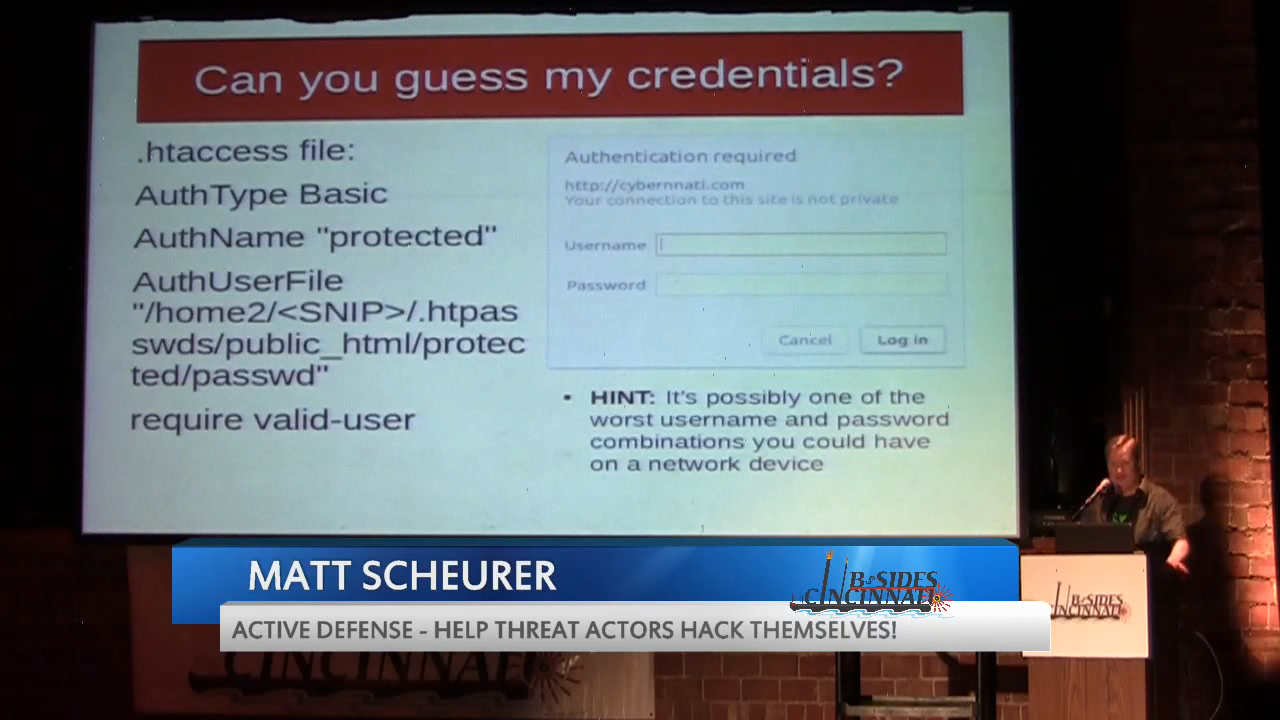 Can you guess my credentials?
.htaccess file:
AuthType Basic
AuthName "protected"
AuthUserFile
"/home2/<SNIP>/.htpas
swds/public_html/protec
ted/passwd"
require valid-user
Authentication required
http://cybernnati.com
Your connection to this site is not private
Username
Password
Cancel
Log in
• HINT: It's possibly one of the
worst username and password
combinations you could have
on a network device
MATT SCHEURER
B SIDES
CINCINNATI
ACTIVE DEFENSE - HELP THREAT ACTORS HACK THEMSELVES!
B SIDES
CINCINNATI
CINCINNATI